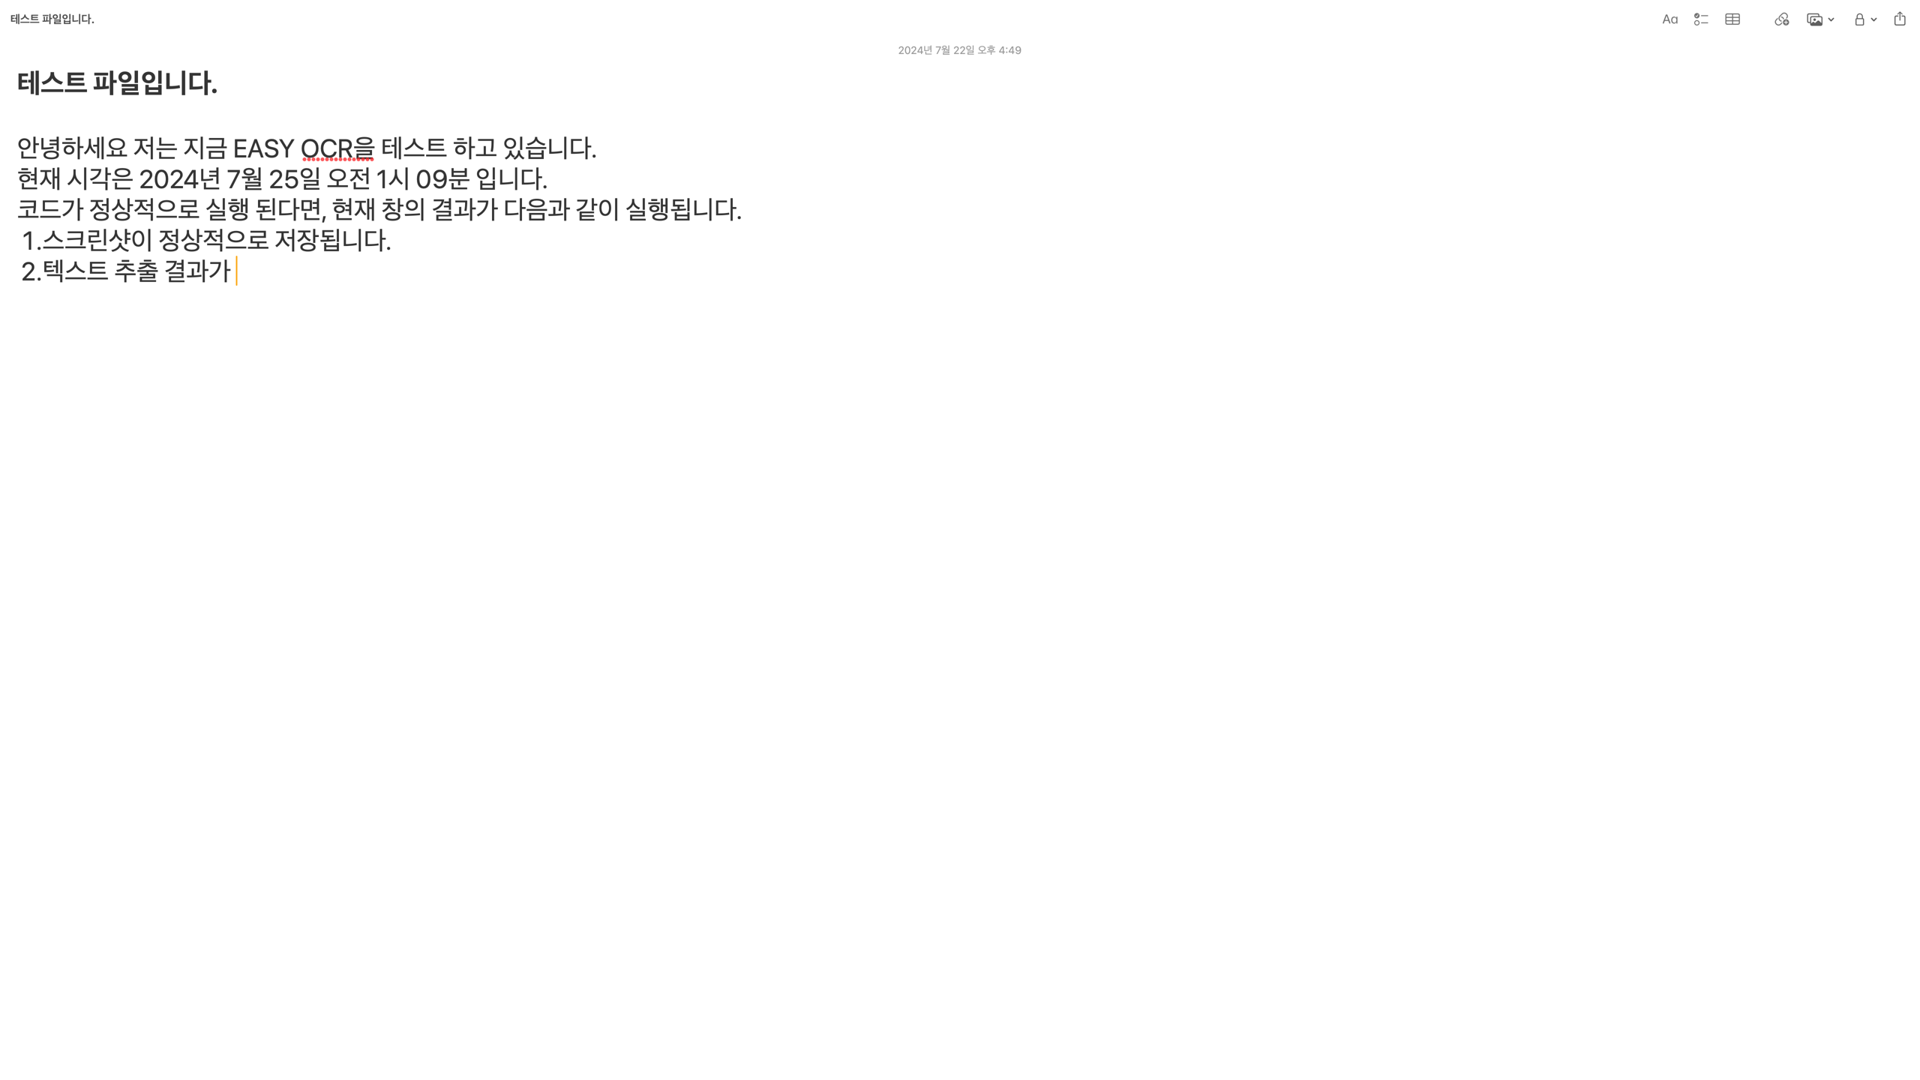 테스트 파일입니다.
Aa
2024년 7월 22일 오후 4:49
테스트 파일입니다.
안녕하세요 저는 지금 EASY OCR을 테스트 하고 있습니다.
현재 시각은 2024년 7월 25일 오전 1시 09분 입니다.
코드가 정상적으로 실행 된다면, 현재 창의 결과가 다음과 같이 실행됩니다.
1.스크린샷이 정상적으로 저장됩니다.
2.텍스트 추출 결과가